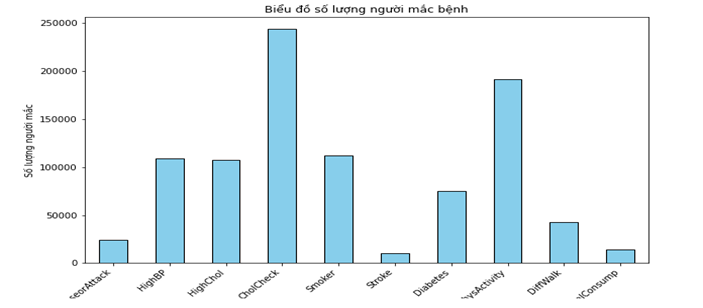 Biểu đồ số lượng người mắc bệnh
250000
200000
150000
100000
50000
0
Số lượng người mắc
HighBP
HighChol
CholCheck
Smoker
Stroke
Diabetes
DiffWalk